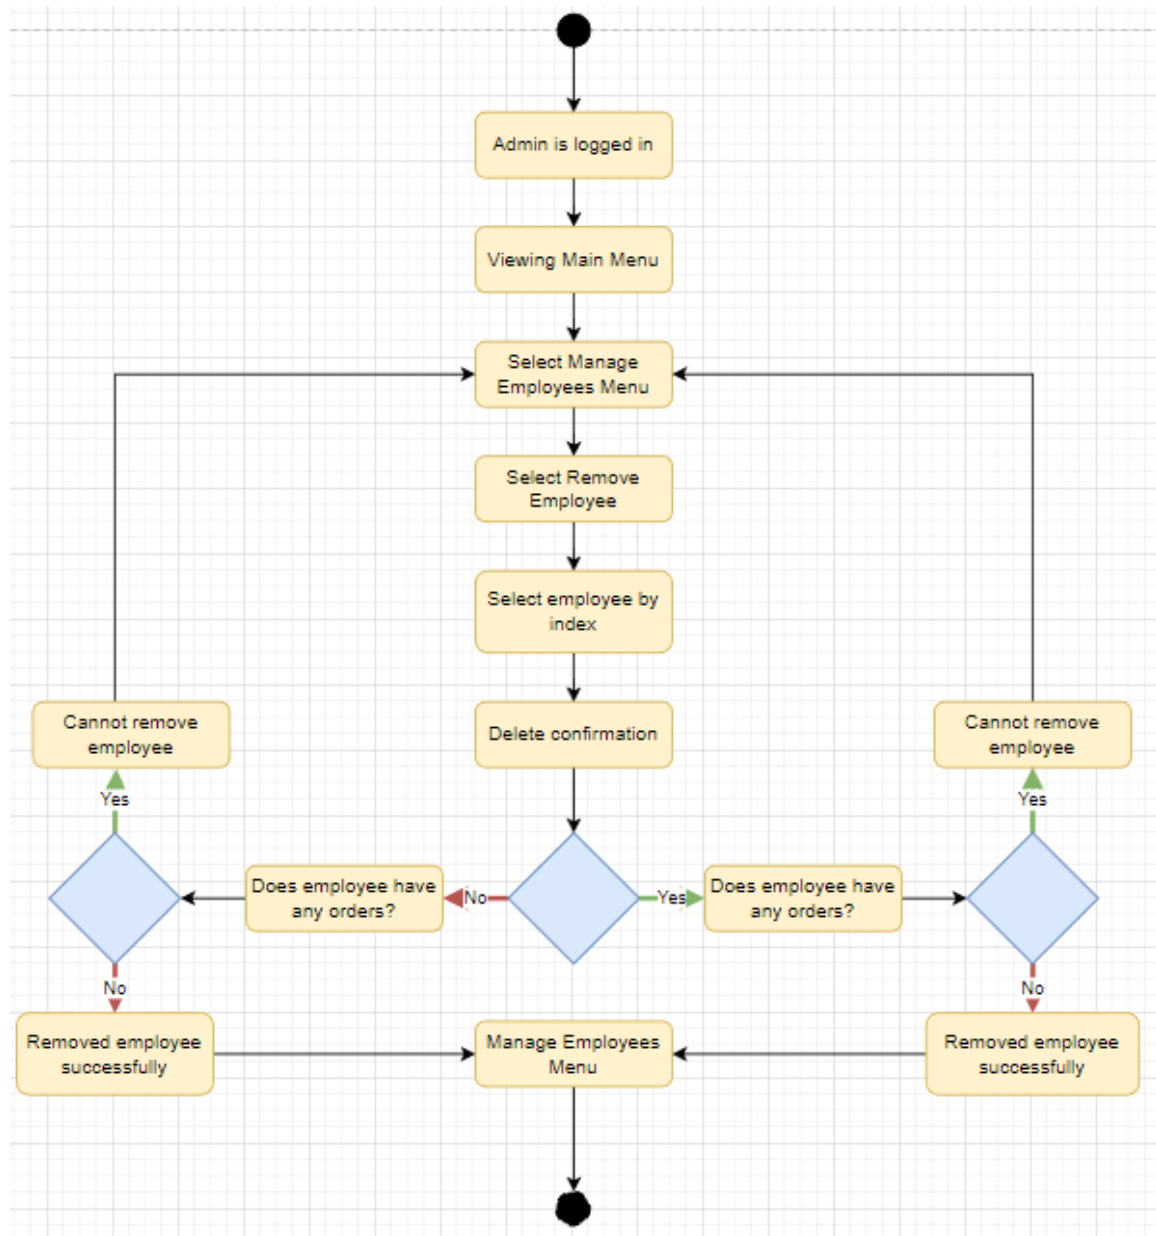 Admin is logged in
Viewing Main Menu
Select Manage
Employees Menu
Select Remove
Employee
Select employee by
index
Cannot remove
employee
Delete confirmation
Cannot remove
employee
Yes
Yes
Does employee have
any orders?
No
Yes
Does employee have
any orders?
No
No
Removed employee
successfully
Manage Employees
Menu
Removed employee
successfully